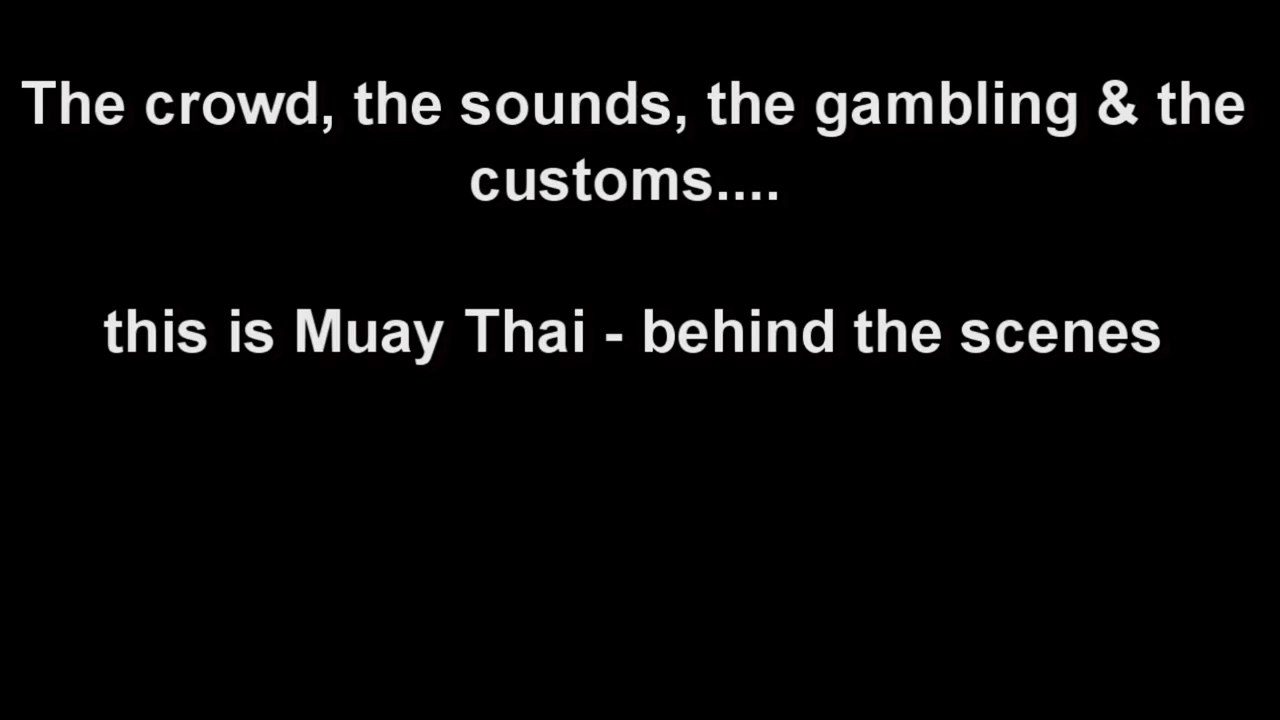 The crowd, the sounds, the gambling & the
customs....
this is Muay Thai - behind the scenes